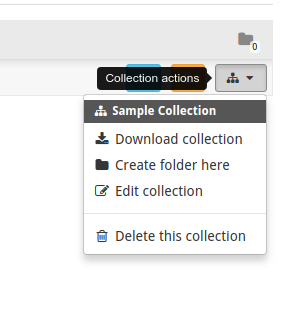 0
Collection actions
Sample Collection
Download collection
Create folder here
Edit collection
Delete this collection